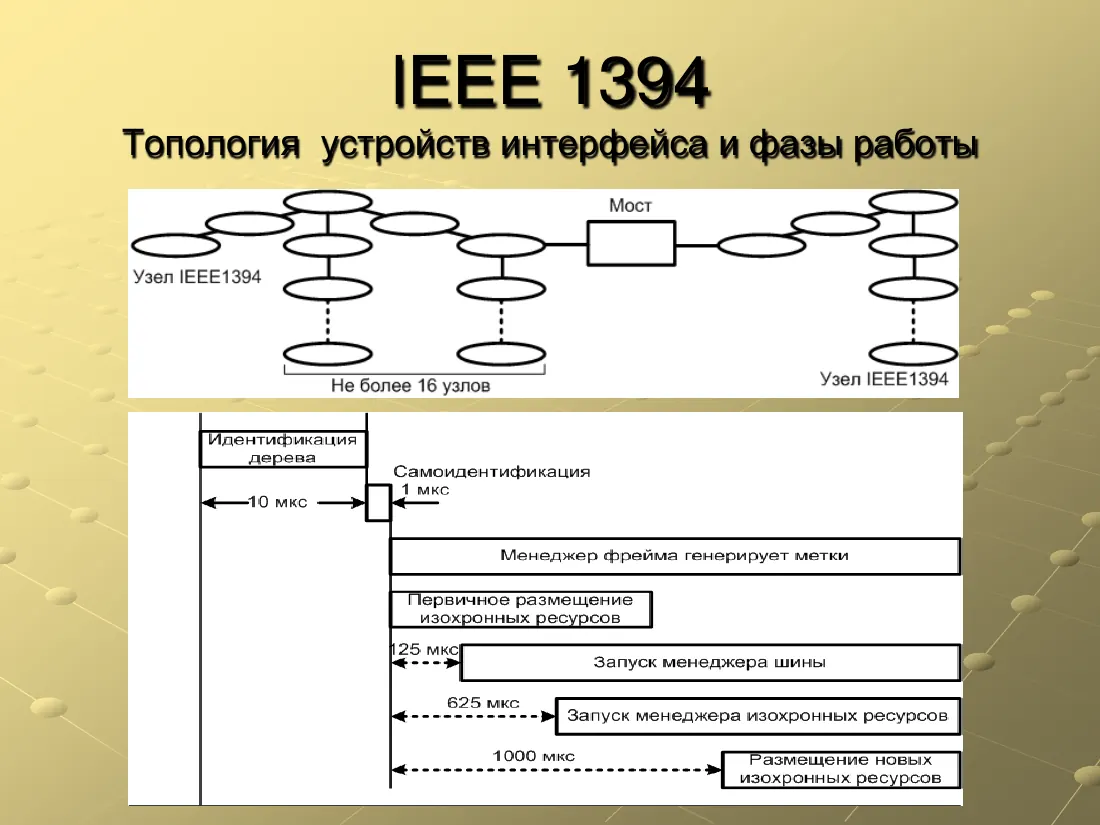 IEEE 1394
Топология устройств интерфейса и фазы работы
Мост
Узел IEEE1394
Не более 16 узлов
Узел IEEE1394
Идентификация
дерева
Самоидентификация
1 мкс
10 мкс
Менеджер фрейма генерирует метки
Первичное размещение
изохронных ресурсов
125 мкс
Запуск менеджера шины
625 мкс
Запуск менеджера изохронных ресурсов
1000 мкс
Размещение новых
изохронных ресурсов